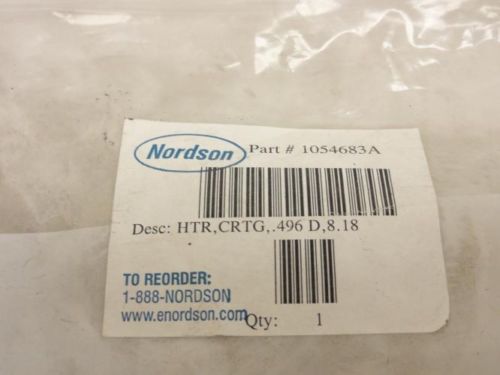 Nordson Part # 1054683A
Desc: HTR,CRTG,.496 D,8.18
TO REORDER:
1-888-NORDSON
www.enordson.com
Qty: 1